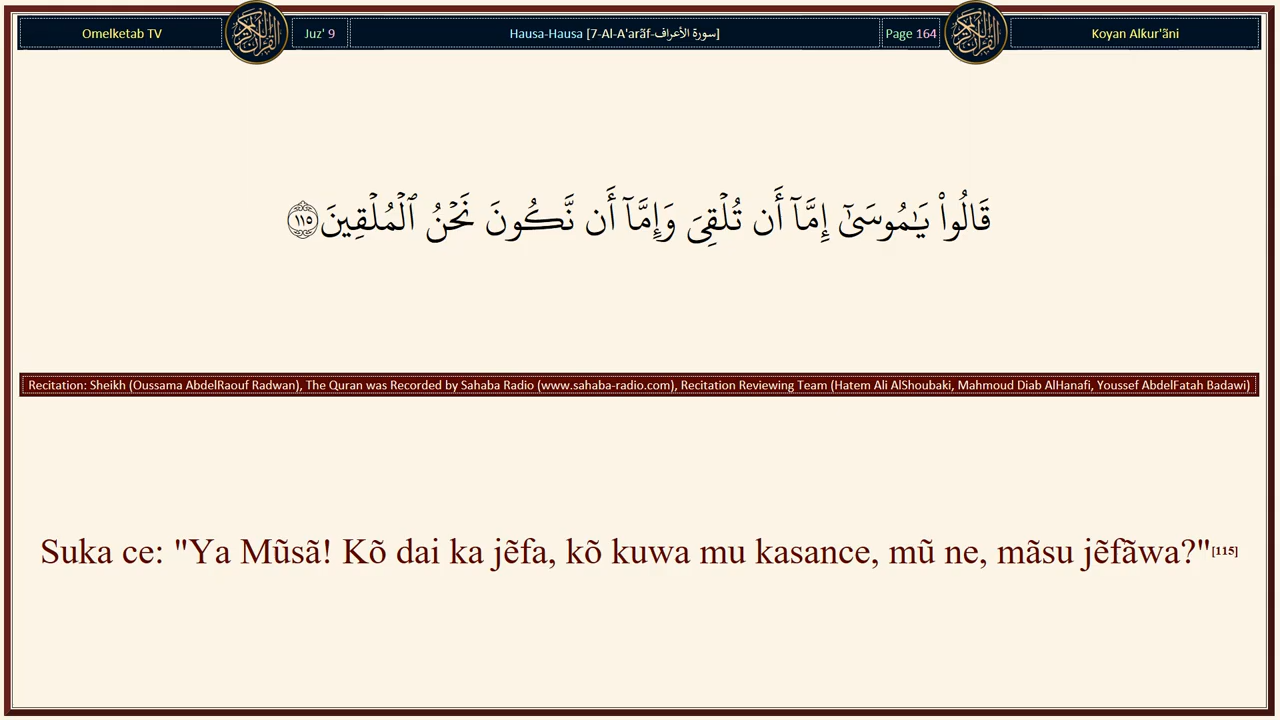 Omelketab TV
Juz' 9
Hausa-Hausa [7-Al-A'arãf-سورة الأعراف]
Page 164
Koyan Alƙur'ãni
قَالُوا۟ يَـٰمُوسَىٰٓ إِمَّآ أَن تُلْقِىَ وَإِمَّآ أَن نَّكُونَ نَحْنُ ٱلْمُلْقِينَ ١١٥
Recitation: Sheikh (Oussama AbdelRaouf Radwan), The Quran was Recorded by Sahaba Radio (www.sahaba-radio.com), Recitation Reviewing Team (Hatem Ali AlShoubaki, Mahmoud Diab AlHanafi, Youssef AbdelFatah Badawi)
Suka ce: "Ya Mũsã! Kõ dai ka jẽfa, kõ kuwa mu kasance, mũ ne, mãsu jẽfãwa?"[115]